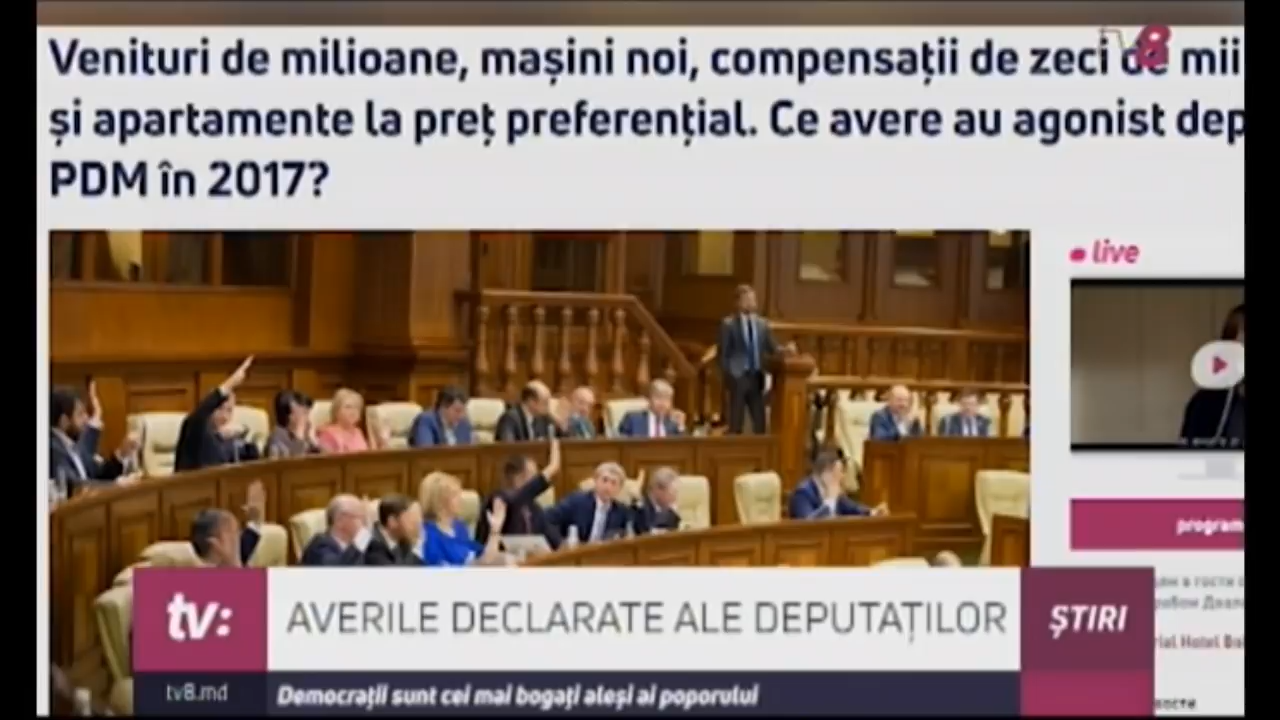 Venituri de milioane, mașini noi, compensații de zeci de mii
și apartamente la preț preferențial. Ce avere au agonist dep
PDM în 2017?
tv8
live
program
tv:
AVERILE DECLARATE ALE DEPUTAȚILOR
ȘTIRI
tv8.md
Democrații sunt cei mai bogați aleși ai poporului